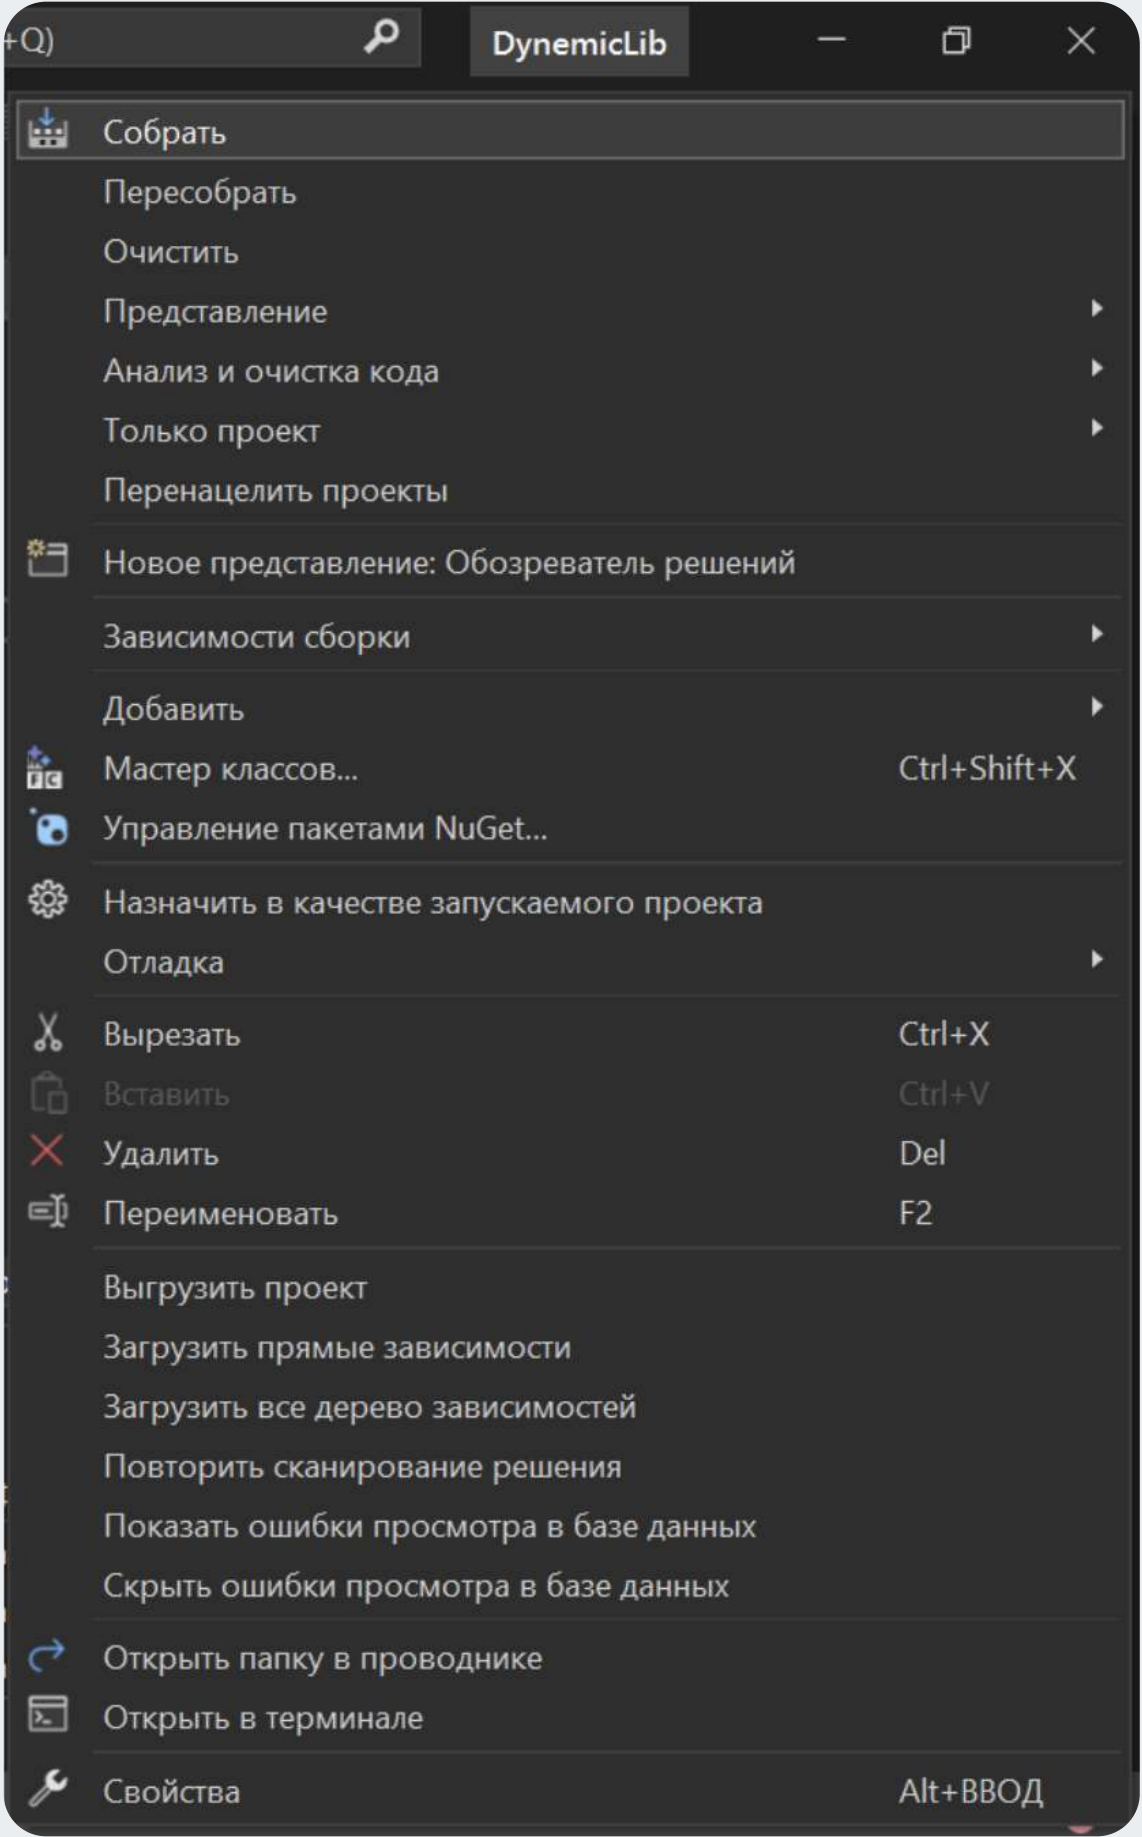 +Q)
DynemicLib
Собрать
Пересобрать
Очистить
Представление
Анализ и очистка кода
Только проект
Перенацелить проекты
Новое представление: Обозреватель решений
Зависимости сборки
Добавить
Мастер классов... Ctrl+Shift+X
Управление пакетами NuGet...
Назначить в качестве запускаемого проекта
Отладка
Вырезать Ctrl+X
Вставить Ctrl+V
Удалить Del
Переименовать F2
Выгрузить проект
Загрузить прямые зависимости
Загрузить все дерево зависимостей
Повторить сканирование решения
Показать ошибки просмотра в базе данных
Скрыть ошибки просмотра в базе данных
Открыть папку в проводнике
Открыть в терминале
Свойства Alt+ВВОД